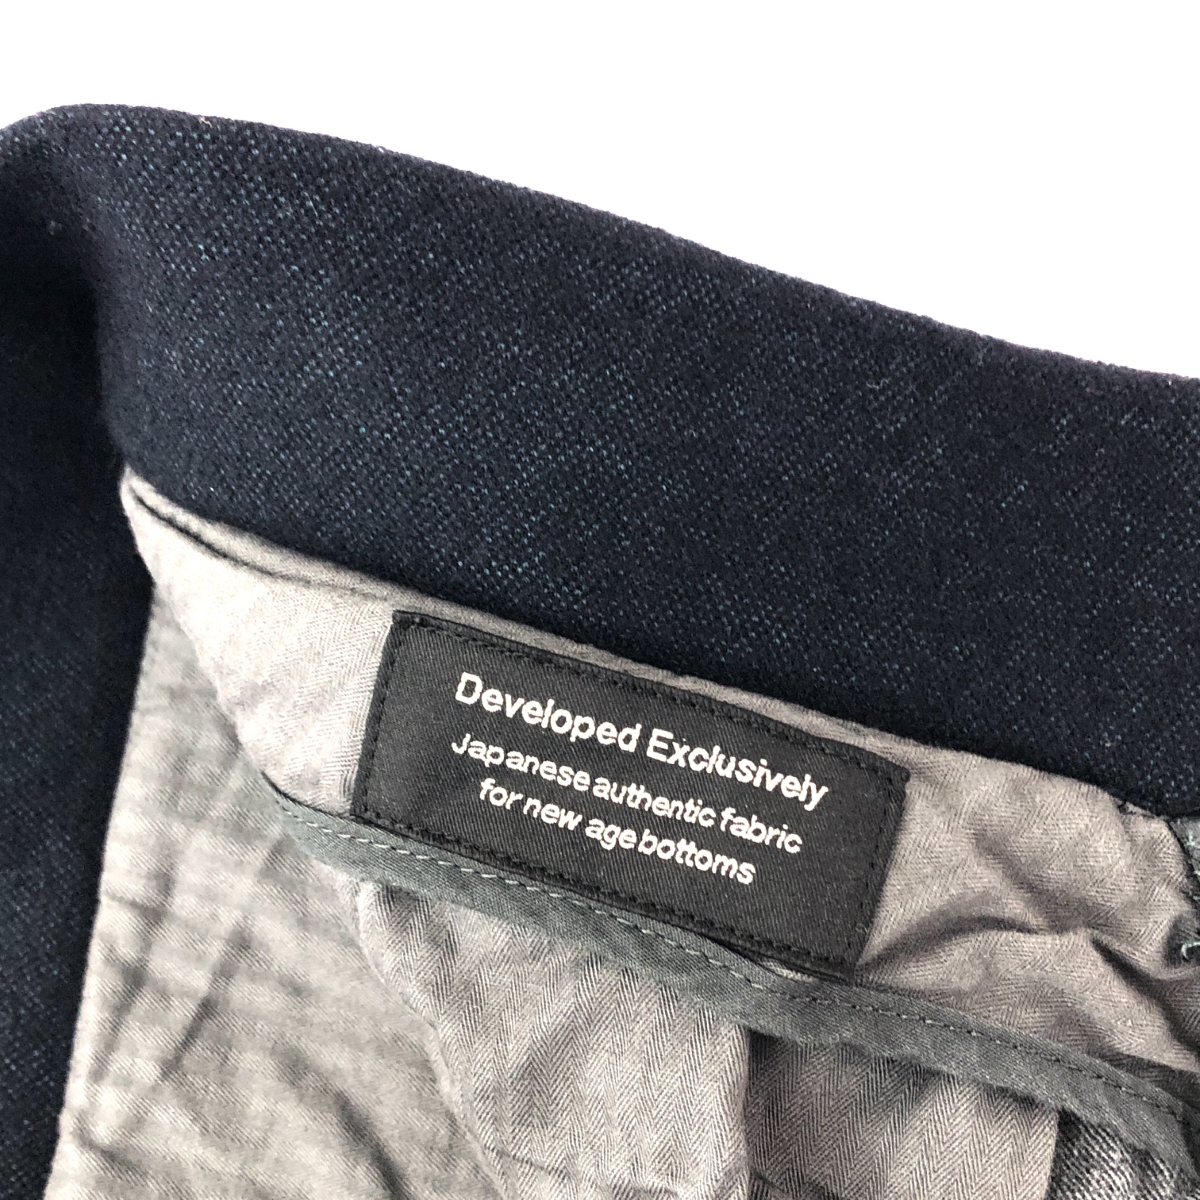 Developed Exclusively
Japanese authentic fabric
for new age bottoms